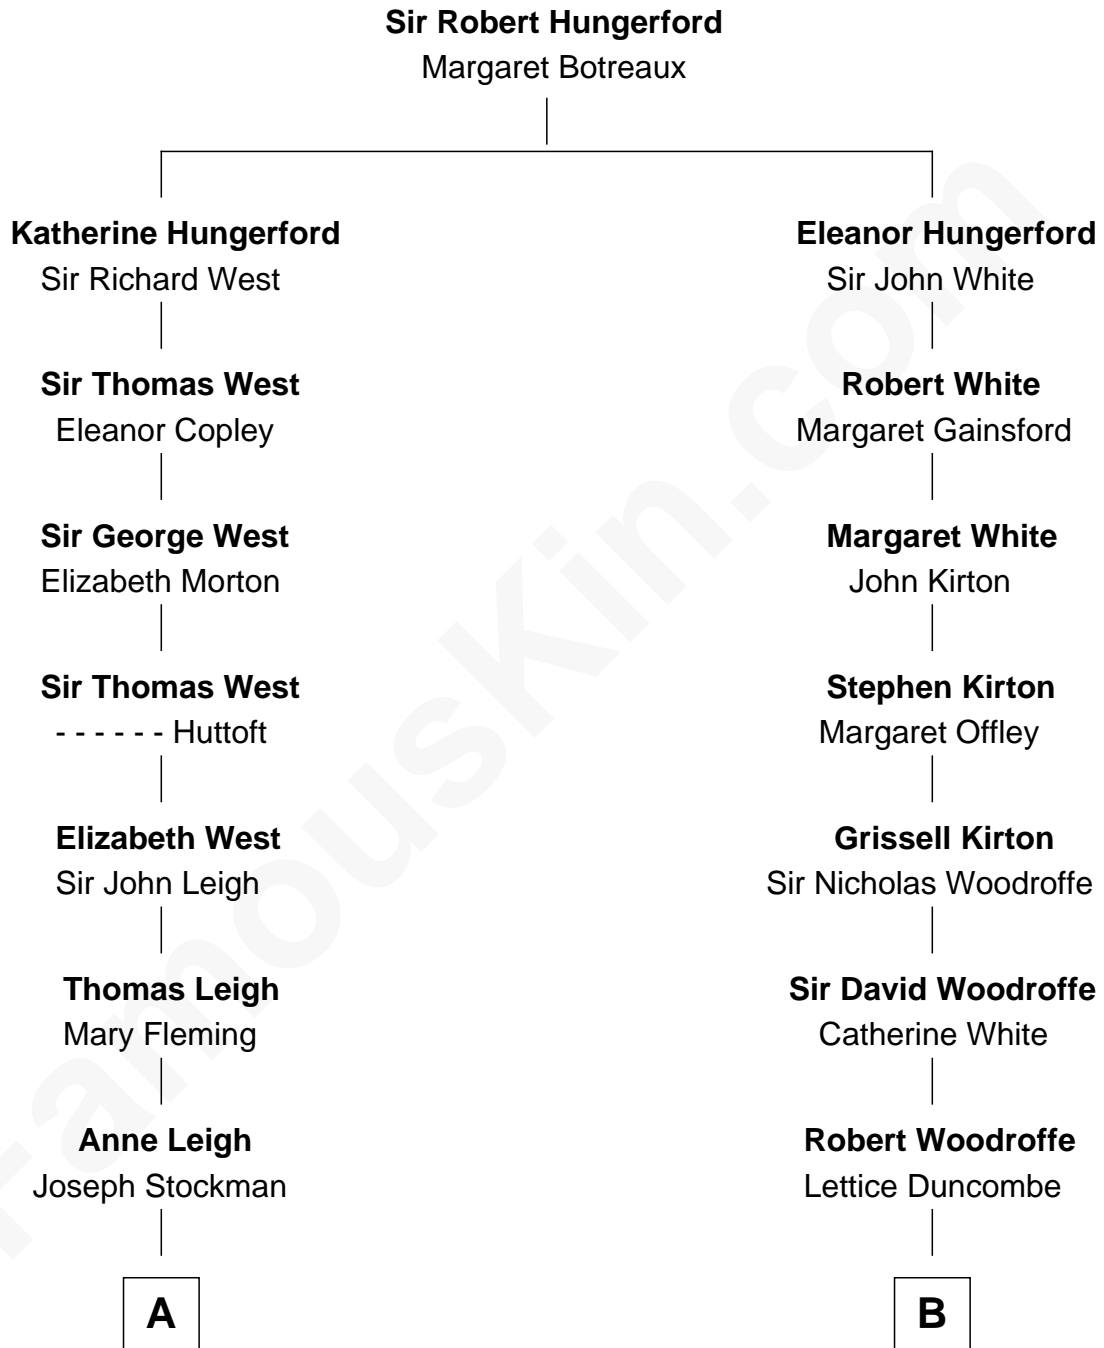 Sir Robert Hungerford
Margaret Botreaux
Katherine Hungerford
Sir Richard West
Eleanor Hungerford
Sir John White
Sir Thomas West
Eleanor Copley
Robert White
Margaret Gainsford
Sir George West
Elizabeth Morton
Margaret White
John Kirton
Sir Thomas West
- - - - - - Huttoft
Stephen Kirton
Margaret Offley
Elizabeth West
Sir John Leigh
Grissell Kirton
Sir Nicholas Woodroffe
Thomas Leigh
Mary Fleming
Sir David Woodroffe
Catherine White
Anne Leigh
Joseph Stockman
Robert Woodroffe
Lettice Duncombe
A
B
FamousKin.com